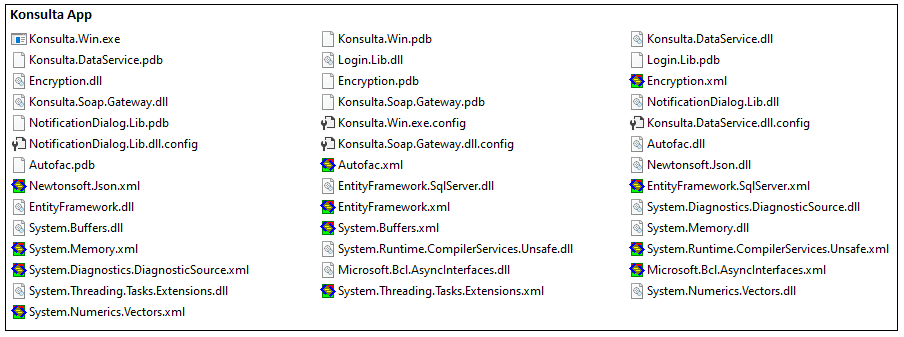 Konsulta App
Konsulta.Win.exe Konsulta.Win.pdb Konsulta.DataService.dll
Konsulta.DataService.pdb Login.Lib.dll Login.Lib.pdb
Encryption.dll Encryption.pdb Encryption.xml
Konsulta.Soap.Gateway.dll Konsulta.Soap.Gateway.pdb NotificationDialog.Lib.dll
NotificationDialog.Lib.pdb Konsulta.Win.exe.config Konsulta.DataService.dll.config
NotificationDialog.Lib.dll.config Konsulta.Soap.Gateway.dll.config Autofac.dll
Autofac.pdb Autofac.xml Newtonsoft.Json.dll
Newtonsoft.Json.xml EntityFramework.SqlServer.dll EntityFramework.SqlServer.xml
EntityFramework.dll EntityFramework.xml System.Diagnostics.DiagnosticSource.dll
System.Buffers.dll System.Buffers.xml System.Memory.dll
System.Memory.xml System.Runtime.CompilerServices.Unsafe.dll System.Runtime.CompilerServices.Unsafe.xml
System.Diagnostics.DiagnosticSource.xml Microsoft.Bcl.AsyncInterfaces.dll Microsoft.Bcl.AsyncInterfaces.xml
System.Threading.Tasks.Extensions.dll System.Threading.Tasks.Extensions.xml System.Numerics.Vectors.dll
System.Numerics.Vectors.xml